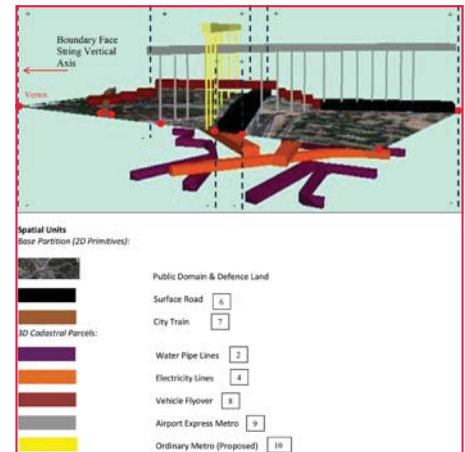 Boundary Face
String Vertical
Axis
Vertex
Spatial Units
Base Partition (2D Primitives):
Public Domain & Defence Land
Surface Road 6
City Train 7
3D Cadastral Parcels:
Water Pipe Lines 2
Electricity Lines 4
Vehicle Flyover 8
Airport Express Metro 9
Ordinary Metro (Proposed) 10